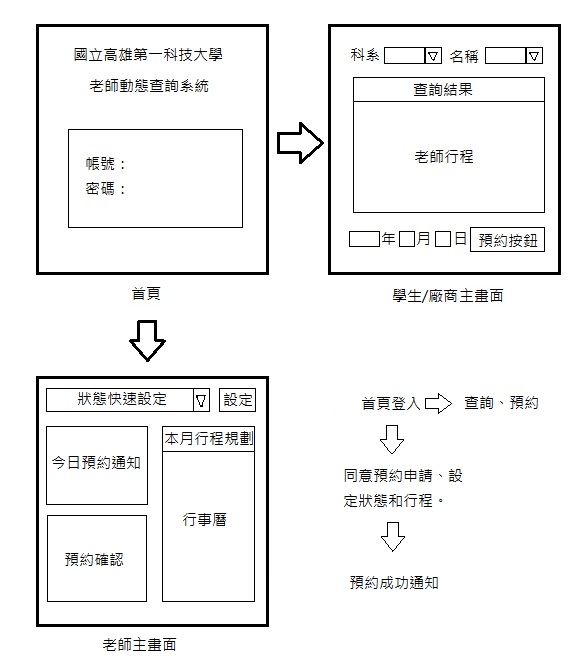 國立高雄第一科技大學
老師動態查詢系統
帳號：
密碼：
首頁
科系 名稱
查詢結果
老師行程
年 月 日 預約按鈕
學生/廠商主畫面
狀態快速設定 設定
今日預約通知
預約確認
本月行程規劃
行事曆
老師主畫面
首頁登入 查詢、預約
同意預約申請、設
定狀態和行程。
預約成功通知